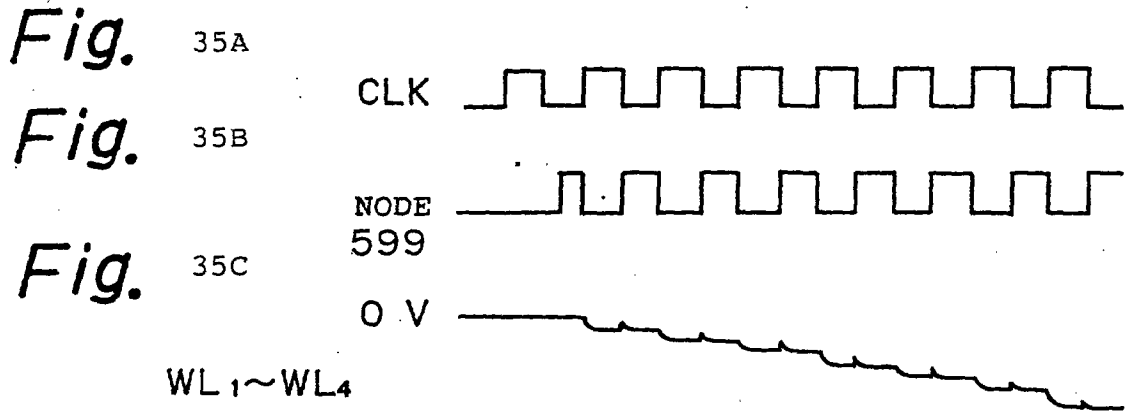 Fig. 35A
CLK
Fig. 35B
NODE
599
Fig. 35C
0 V
WL₁~WL₄